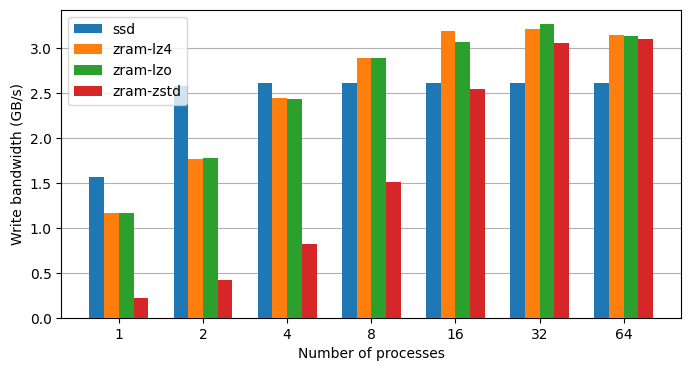 ssd
zram-lz4
zram-lzo
zram-zstd
Write bandwidth (GB/s)
3.0
2.5
2.0
1.5
1.0
0.5
0.0
1 2 4 8 16 32 64
Number of processes